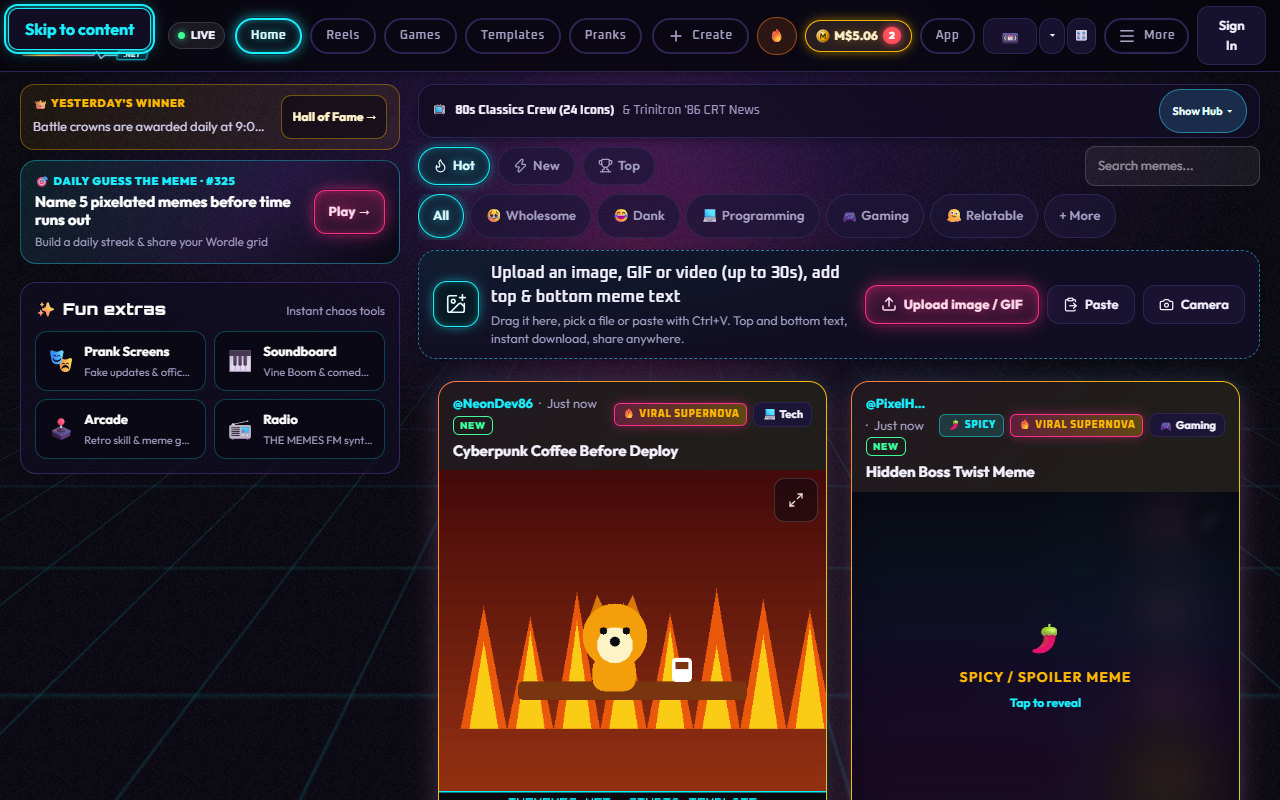 Skip to content
.NET
LIVE
Home
Reels
Games
Templates
Pranks
Create
M$5.06 2
App
More
Sign
In
YESTERDAY'S WINNER
Battle crowns are awarded daily at 9:0...
Hall of Fame →
DAILY GUESS THE MEME · #325
Name 5 pixelated memes before time
runs out
Build a daily streak & share your Wordle grid
Play →
Fun extras
Instant chaos tools
Prank Screens
Fake updates & offic...
Soundboard
Vine Boom & comed...
Arcade
Retro skill & meme g...
Radio
THE MEMES FM synt...
80s Classics Crew (24 Icons) & Trinitron '86 CRT News
Show Hub
Hot
New
Top
Search memes...
All
Wholesome
Dank
Programming
Gaming
Relatable
+ More
Upload an image, GIF or video (up to 30s), add
top & bottom meme text
Drag it here, pick a file or paste with Ctrl+V. Top and bottom text,
instant download, share anywhere.
Upload image / GIF
Paste
Camera
@NeonDev86 · Just now
NEW
VIRAL SUPERNOVA
Tech
Cyberpunk Coffee Before Deploy
@PixelH...
· Just now
NEW
SPICY
VIRAL SUPERNOVA
Gaming
Hidden Boss Twist Meme
SPICY / SPOILER MEME
Tap to reveal